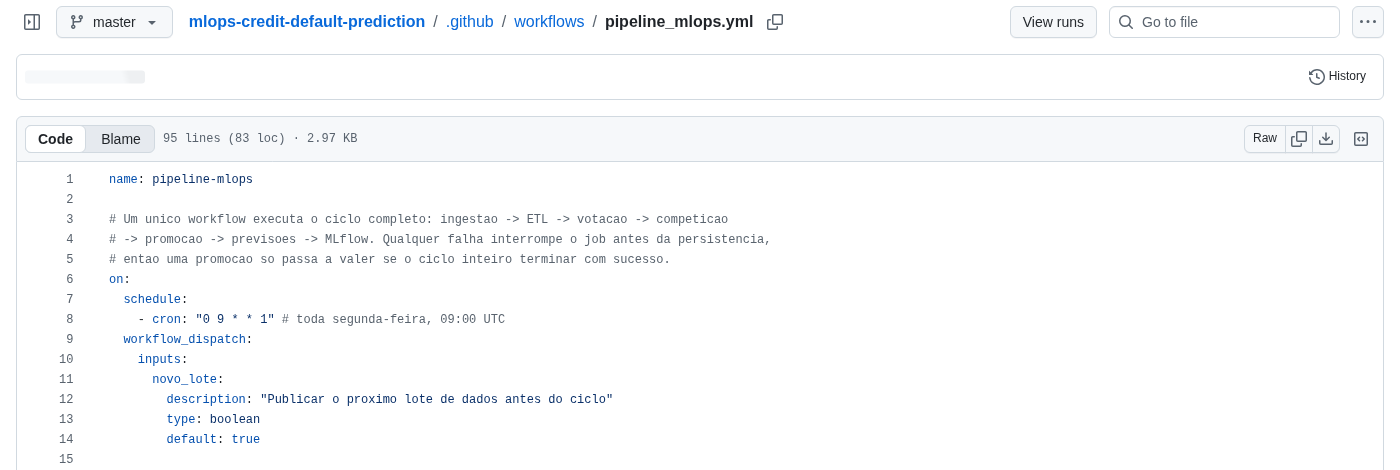 master mlops-credit-default-prediction / .github / workflows / pipeline_mlops.yml View runs Go to file
History
Code Blame 95 lines (83 loc) · 2.97 KB Raw
1 name: pipeline-mlops
2
3 # Um unico workflow executa o ciclo completo: ingestao -> ETL -> votacao -> competicao
4 # -> promocao -> previsoes -> MLflow. Qualquer falha interrompe o job antes da persistencia,
5 # entao uma promocao so passa a valer se o ciclo inteiro terminar com sucesso.
6 on:
7 schedule:
8 - cron: "0 9 * * 1" # toda segunda-feira, 09:00 UTC
9 workflow_dispatch:
10 inputs:
11 novo_lote:
12 description: "Publicar o proximo lote de dados antes do ciclo"
13 type: boolean
14 default: true
15